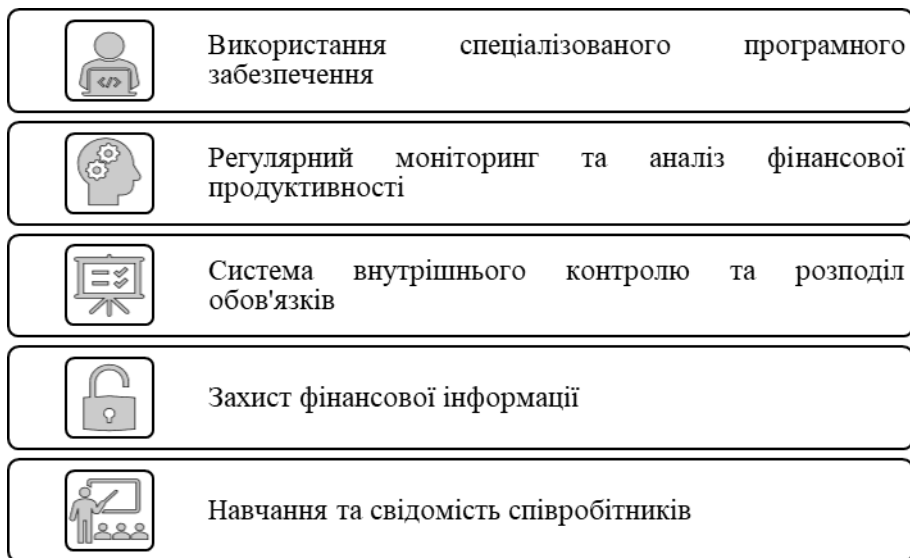 Використання спеціалізованого програмного
забезпечення
Регулярний моніторинг та аналіз фінансової
продуктивності
Система внутрішнього контролю та розподіл
обов'язків
Захист фінансової інформації
Навчання та свідомість співробітників